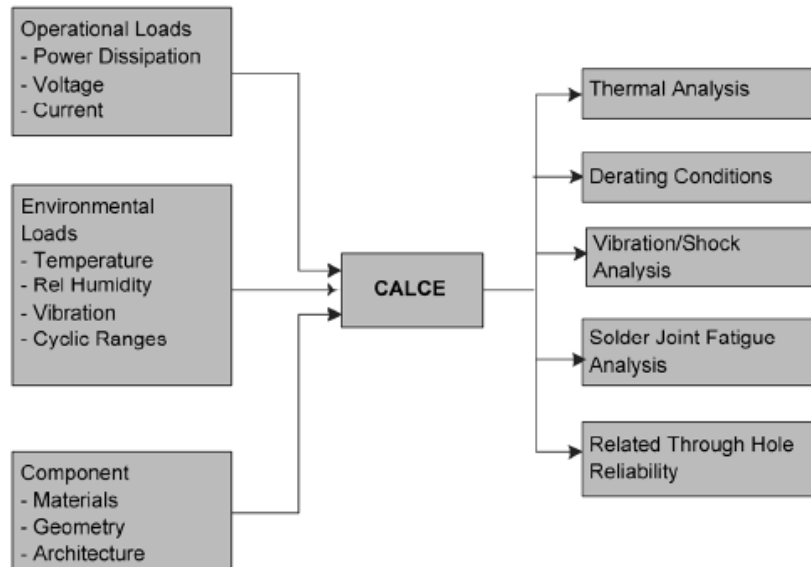 Operational Loads
- Power Dissipation
- Voltage
- Current
Environmental
Loads
- Temperature
- Rel Humidity
- Vibration
- Cyclic Ranges
Component
- Materials
- Geometry
- Architecture
CALCE
Thermal Analysis
Derating Conditions
Vibration/Shock
Analysis
Solder Joint Fatigue
Analysis
Related Through Hole
Reliability